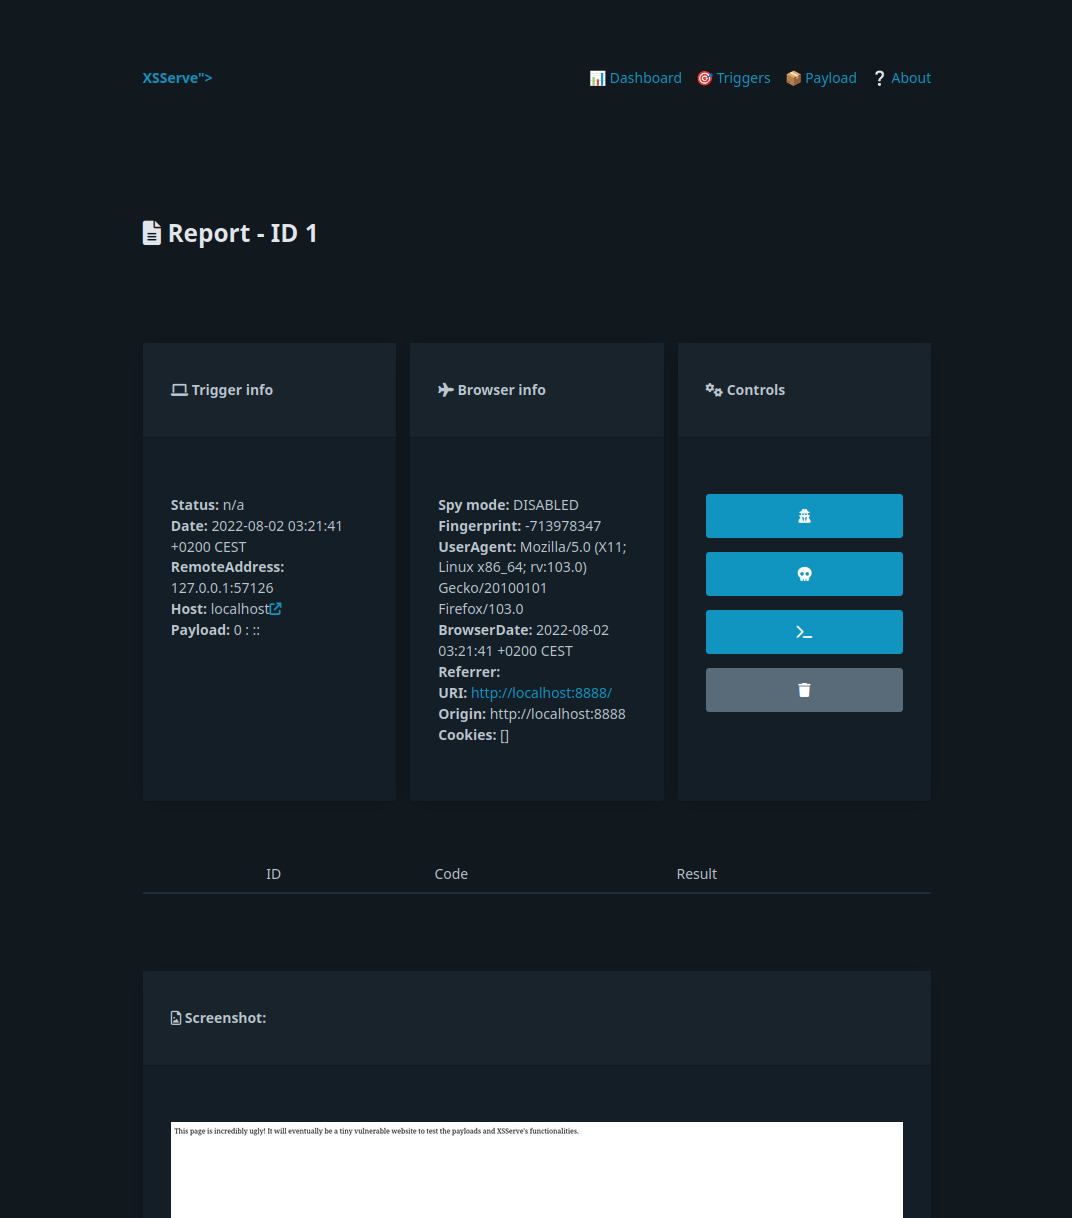 XSServe">
📊 Dashboard 🎯 Triggers 📦 Payload ❔ About
Report - ID 1
Trigger info
Status: n/a
Date: 2022-08-02 03:21:41
+0200 CEST
RemoteAddress:
127.0.0.1:57126
Host: localhost
Payload: 0 : ::
Browser info
Spy mode: DISABLED
Fingerprint: -713978347
UserAgent: Mozilla/5.0 (X11;
Linux x86_64; rv:103.0)
Gecko/20100101
Firefox/103.0
BrowserDate: 2022-08-02
03:21:41 +0200 CEST
Referrer:
URI: http://localhost:8888/
Origin: http://localhost:8888
Cookies: []
Controls
ID Code Result
Screenshot:
This page is incredibly ugly! It will eventually be a tiny vulnerable website to test the payloads and XSServe's functionalities.